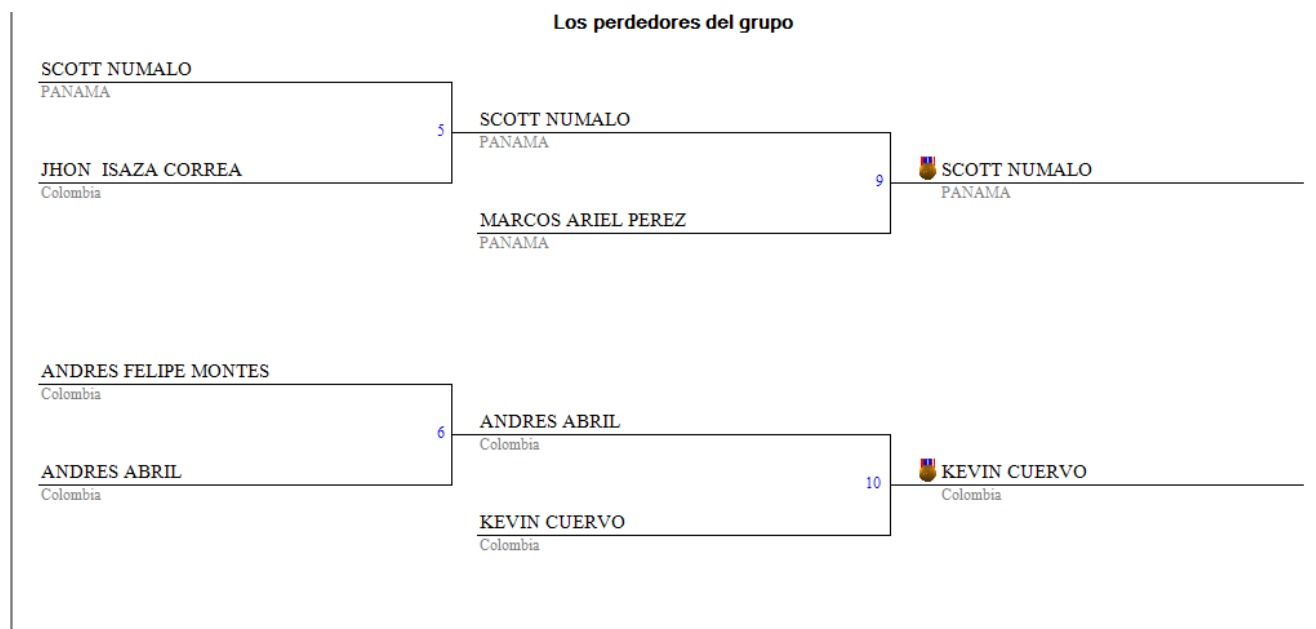 Los perdedores del grupo
SCOTT NUMALO
PANAMA
5
JHON ISAZA CORREA
Colombia
SCOTT NUMALO
PANAMA
9
MARCOS ARIEL PEREZ
PANAMA
SCOTT NUMALO
PANAMA
ANDRES FELIPE MONTES
Colombia
6
ANDRES ABRIL
Colombia
ANDRES ABRIL
Colombia
10
KEVIN CUERVO
Colombia
KEVIN CUERVO
Colombia